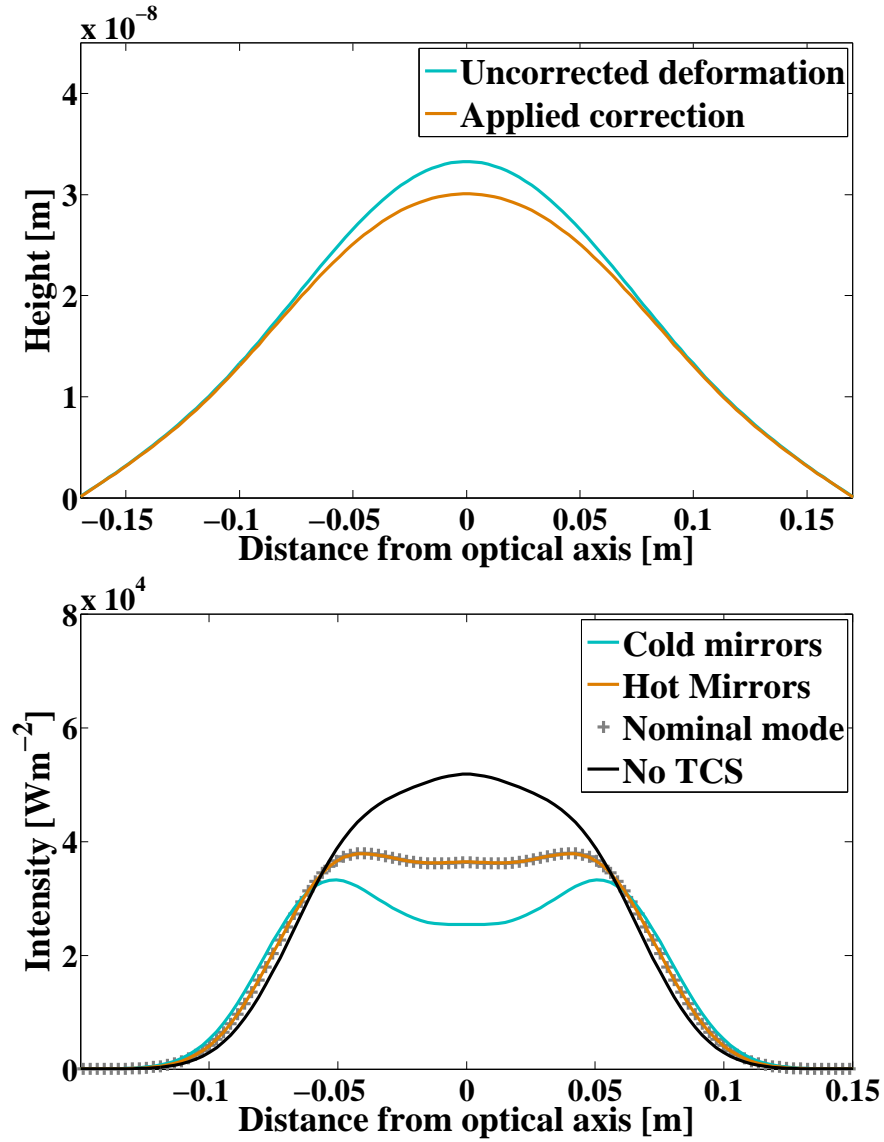 x 10⁻⁸
4
3
2
1
0
Height [m]
Uncorrected deformation
Applied correction
−0.15 −0.1 −0.05 0 0.05 0.1 0.15
Distance from optical axis [m]
x 10⁴
8
6
4
2
0
Intensity [Wm⁻²]
Cold mirrors
Hot Mirrors
Nominal mode
No TCS
−0.1 −0.05 0 0.05 0.1 0.15
Distance from optical axis [m]